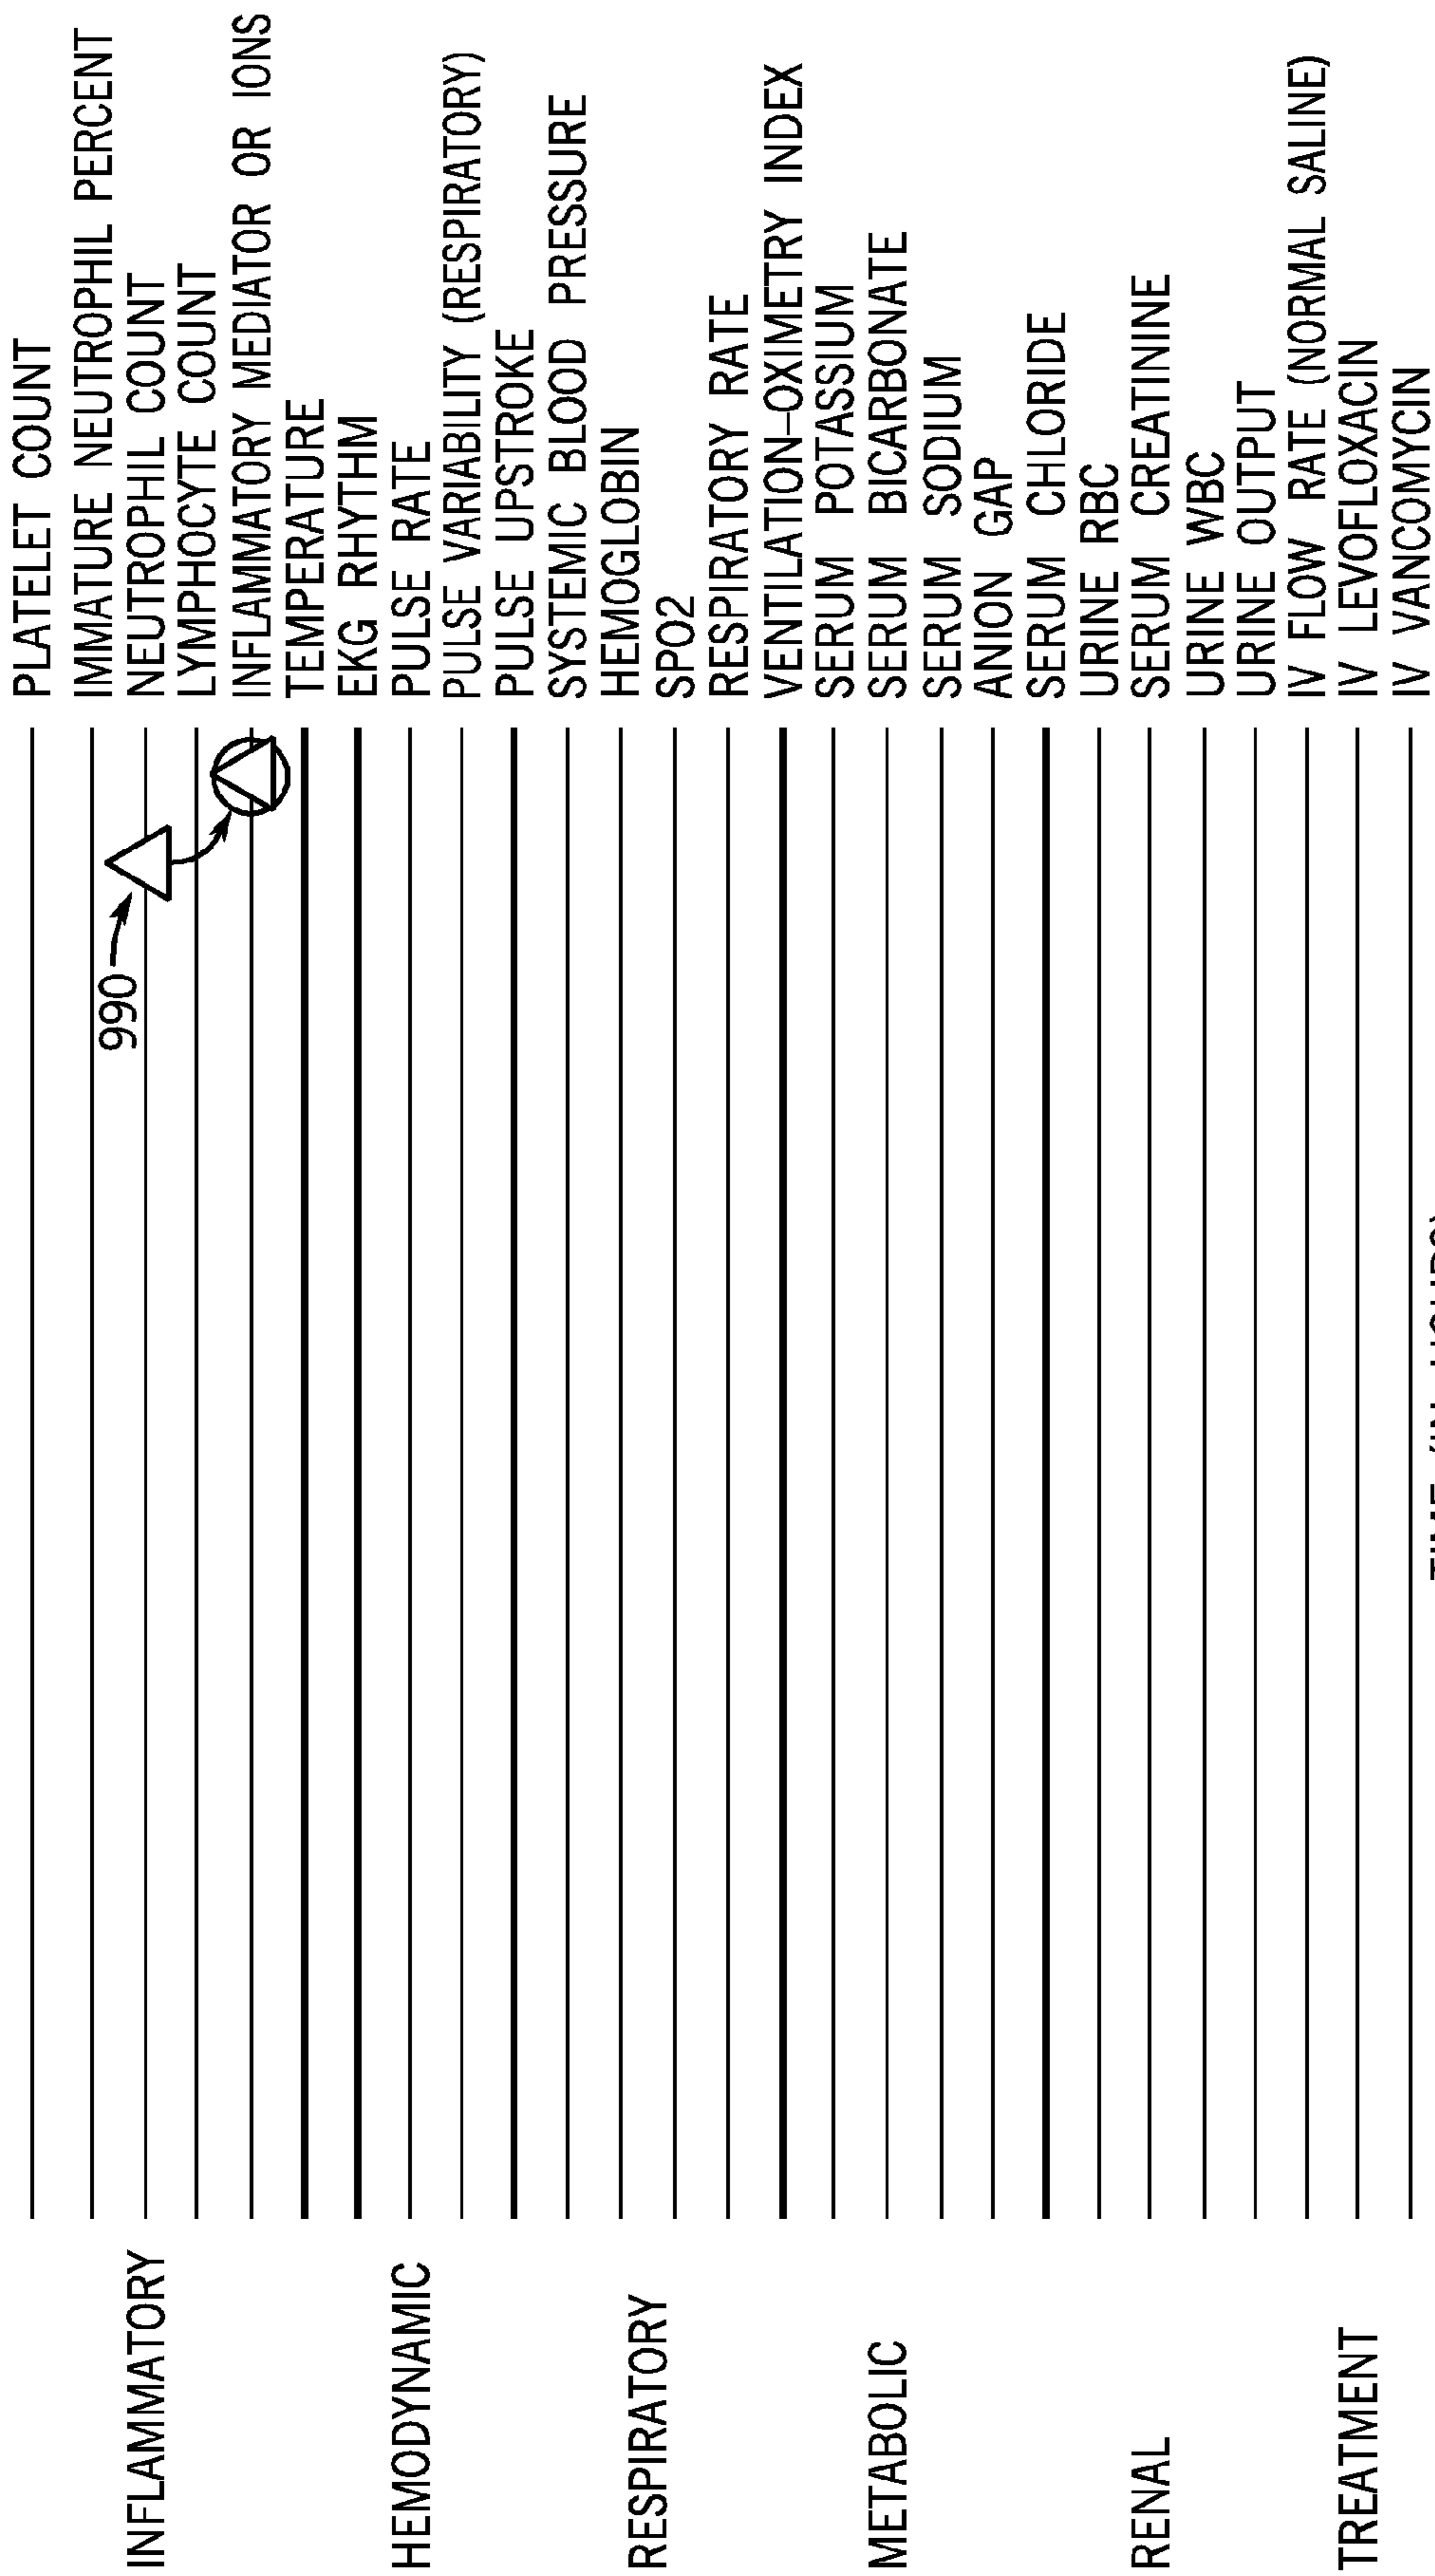 INFLAMMATORY
HEMODYNAMIC
RESPIRATORY
METABOLIC
RENAL
TREATMENT
990
PLATELET COUNT
IMMATURE NEUTROPHIL PERCENT
NEUTROPHIL COUNT
LYMPHOCYTE COUNT
INFLAMMATORY MEDIATOR OR IONS
TEMPERATURE
EKG RHYTHM
PULSE RATE
PULSE VARIABILITY (RESPIRATORY)
PULSE UPSTROKE
SYSTEMIC BLOOD PRESSURE
HEMOGLOBIN
SPO2
RESPIRATORY RATE
VENTILATION-OXIMETRY INDEX
SERUM POTASSIUM
SERUM BICARBONATE
SERUM SODIUM
ANION GAP
SERUM CHLORIDE
URINE RBC
SERUM CREATININE
URINE WBC
URINE OUTPUT
IV FLOW RATE (NORMAL SALINE)
IV LEVOFLOXACIN
IV VANCOMYCIN